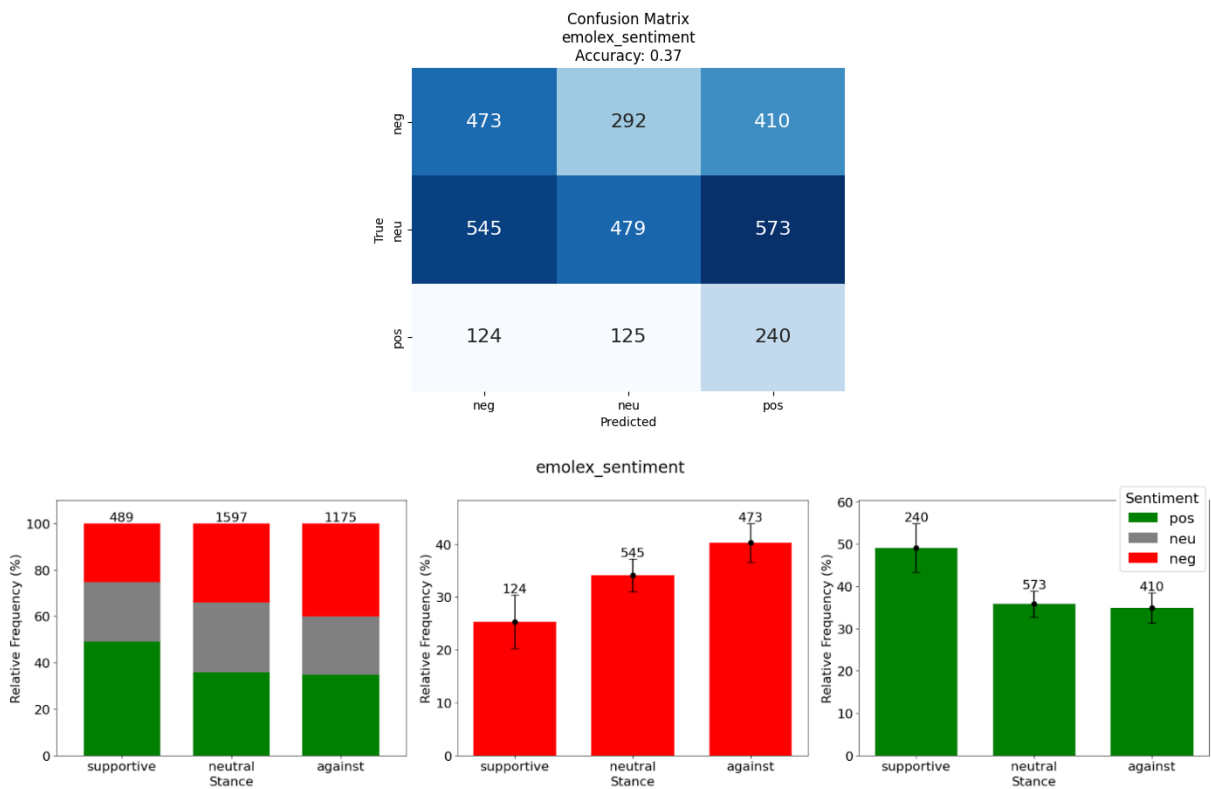 Confusion Matrix
emolex_sentiment
Accuracy: 0.37
True
neg
473 292 410
neu
545 479 573
pos
124 125 240
neg neu pos
Predicted
emolex_sentiment
Relative Frequency (%)
100
80
60
40
20
0
489 1597 1175
supportive neutral against
Stance
Relative Frequency (%)
40
30
20
10
0
124 545 473
supportive neutral against
Stance
Relative Frequency (%)
60
50
40
30
20
10
0
240 573 410
supportive neutral against
Stance
Sentiment
pos
neu
neg